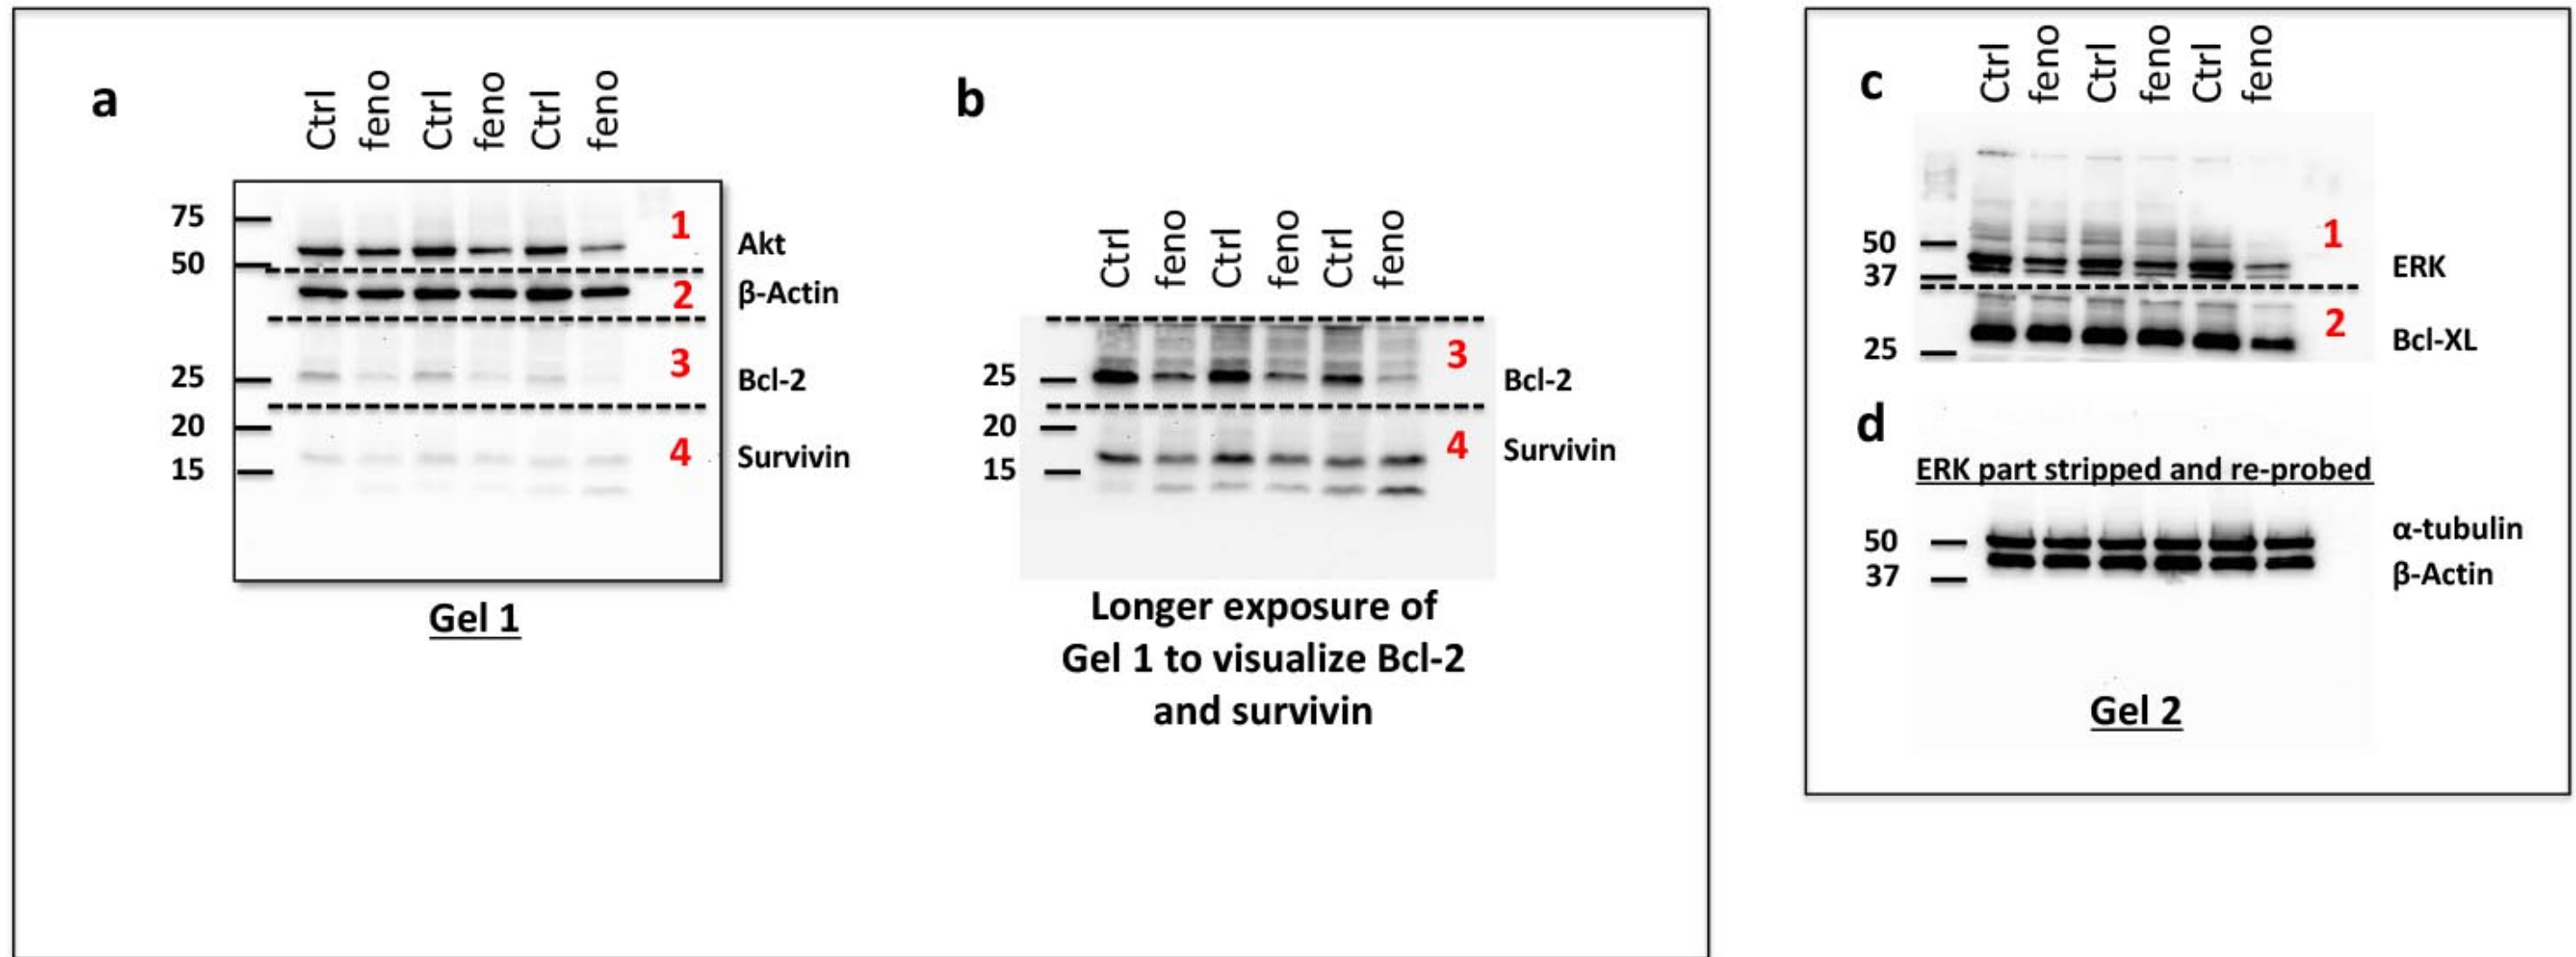 a
Ctrl feno Ctrl feno Ctrl feno
75
50
25
20
15
1
2
3
4
Akt
β-Actin
Bcl-2
Survivin
Gel 1
b
Ctrl feno Ctrl feno Ctrl feno
25
20
15
3
4
Bcl-2
Survivin
Longer exposure of
Gel 1 to visualize Bcl-2
and survivin
c
Ctrl feno Ctrl feno Ctrl feno
50
37
25
1
2
ERK
Bcl-XL
d
ERK part stripped and re-probed
50
37
α-tubulin
β-Actin
Gel 2